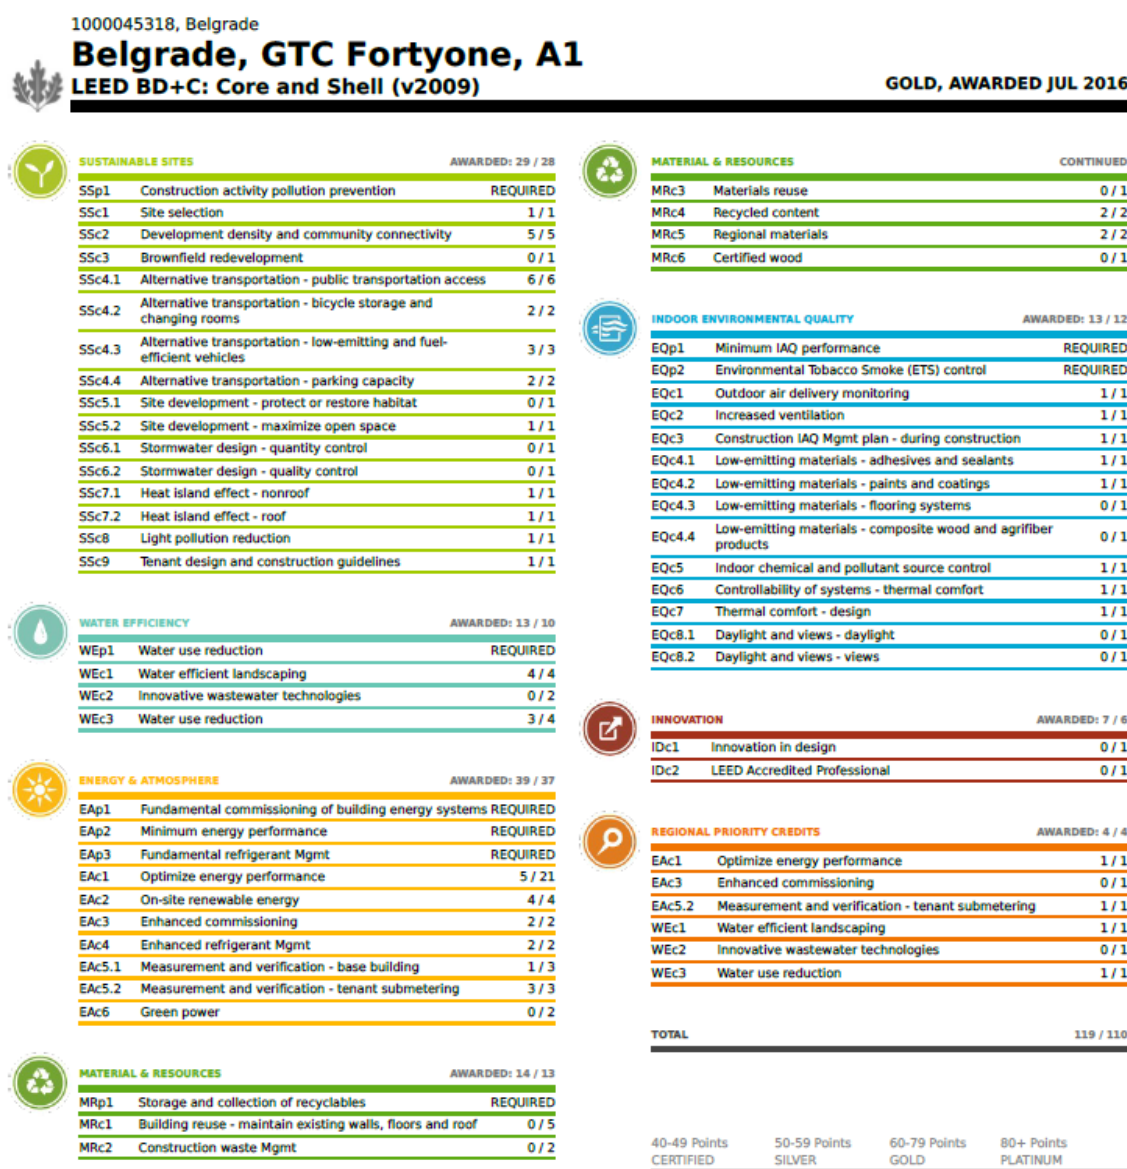 1000045318, Belgrade
Belgrade, GTC Fortyone, A1
LEED BD+C: Core and Shell (v2009)
GOLD, AWARDED JUL 2016
SUSTAINABLE SITES AWARDED: 29 / 28
SSp1 Construction activity pollution prevention REQUIRED
SSc1 Site selection 1 / 1
SSc2 Development density and community connectivity 5 / 5
SSc3 Brownfield redevelopment 0 / 1
SSc4.1 Alternative transportation - public transportation access 6 / 6
SSc4.2 Alternative transportation - bicycle storage and
changing rooms 2 / 2
SSc4.3 Alternative transportation - low-emitting and fuel-
efficient vehicles 3 / 3
SSc4.4 Alternative transportation - parking capacity 2 / 2
SSc5.1 Site development - protect or restore habitat 0 / 1
SSc5.2 Site development - maximize open space 1 / 1
SSc6.1 Stormwater design - quantity control 0 / 1
SSc6.2 Stormwater design - quality control 0 / 1
SSc7.1 Heat island effect - nonroof 1 / 1
SSc7.2 Heat island effect - roof 1 / 1
SSc8 Light pollution reduction 1 / 1
SSc9 Tenant design and construction guidelines 1 / 1
WATER EFFICIENCY AWARDED: 13 / 10
WEp1 Water use reduction REQUIRED
WEc1 Water efficient landscaping 4 / 4
WEc2 Innovative wastewater technologies 0 / 2
WEc3 Water use reduction 3 / 4
ENERGY & ATMOSPHERE AWARDED: 39 / 37
EAp1 Fundamental commissioning of building energy systems REQUIRED
EAp2 Minimum energy performance REQUIRED
EAp3 Fundamental refrigerant Mgmt REQUIRED
EAc1 Optimize energy performance 5 / 21
EAc2 On-site renewable energy 4 / 4
EAc3 Enhanced commissioning 2 / 2
EAc4 Enhanced refrigerant Mgmt 2 / 2
EAc5.1 Measurement and verification - base building 1 / 3
EAc5.2 Measurement and verification - tenant submetering 3 / 3
EAc6 Green power 0 / 2
MATERIAL & RESOURCES AWARDED: 14 / 13
MRp1 Storage and collection of recyclables REQUIRED
MRc1 Building reuse - maintain existing walls, floors and roof 0 / 5
MRc2 Construction waste Mgmt 0 / 2
MATERIAL & RESOURCES CONTINUED
MRc3 Materials reuse 0 / 1
MRc4 Recycled content 2 / 2
MRc5 Regional materials 2 / 2
MRc6 Certified wood 0 / 1
INDOOR ENVIRONMENTAL QUALITY AWARDED: 13 / 12
EQp1 Minimum IAQ performance REQUIRED
EQp2 Environmental Tobacco Smoke (ETS) control REQUIRED
EQc1 Outdoor air delivery monitoring 1 / 1
EQc2 Increased ventilation 1 / 1
EQc3 Construction IAQ Mgmt plan - during construction 1 / 1
EQc4.1 Low-emitting materials - adhesives and sealants 1 / 1
EQc4.2 Low-emitting materials - paints and coatings 1 / 1
EQc4.3 Low-emitting materials - flooring systems 0 / 1
EQc4.4 Low-emitting materials - composite wood and agrifiber
products 0 / 1
EQc5 Indoor chemical and pollutant source control 1 / 1
EQc6 Controllability of systems - thermal comfort 1 / 1
EQc7 Thermal comfort - design 1 / 1
EQc8.1 Daylight and views - daylight 0 / 1
EQc8.2 Daylight and views - views 0 / 1
INNOVATION AWARDED: 7 / 6
IDc1 Innovation in design 0 / 1
IDc2 LEED Accredited Professional 0 / 1
REGIONAL PRIORITY CREDITS AWARDED: 4 / 4
EAc1 Optimize energy performance 1 / 1
EAc3 Enhanced commissioning 0 / 1
EAc5.2 Measurement and verification - tenant submetering 1 / 1
WEc1 Water efficient landscaping 1 / 1
WEc2 Innovative wastewater technologies 0 / 1
WEc3 Water use reduction 1 / 1
TOTAL 119 / 110
40-49 Points 50-59 Points 60-79 Points 80+ Points
CERTIFIED SILVER GOLD PLATINUM